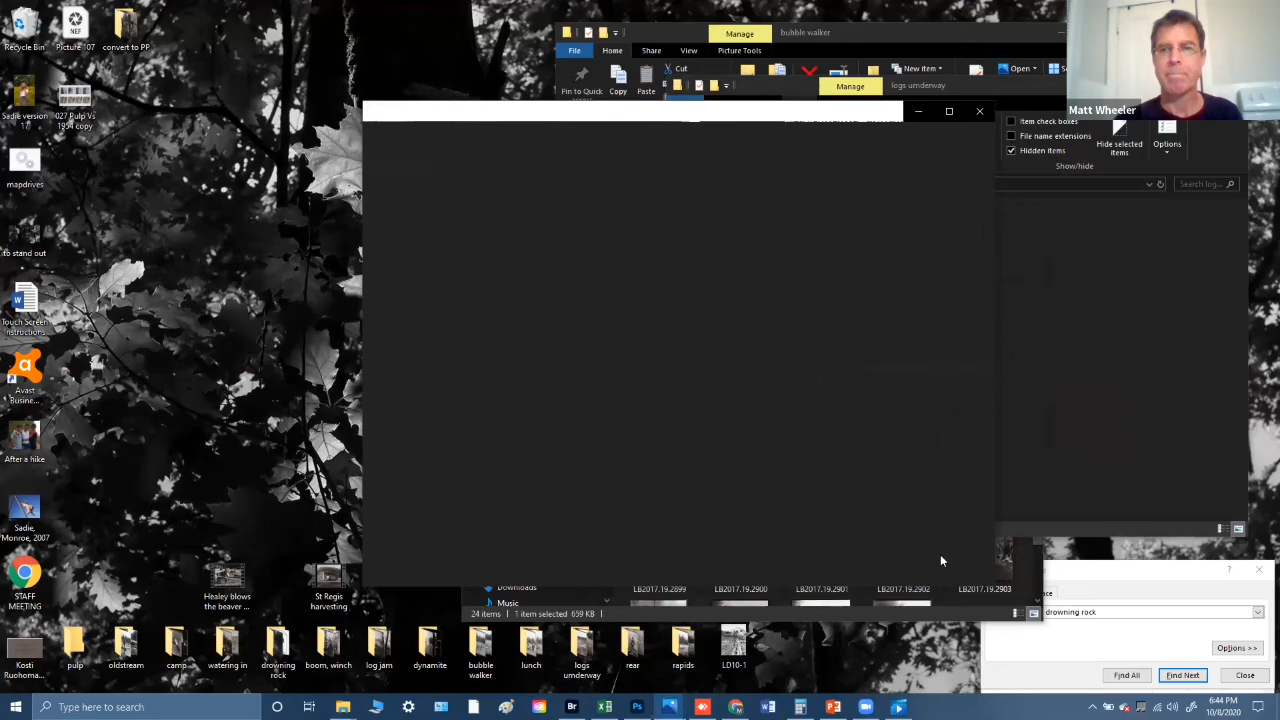 Recycle Bin
NEF
Picture 107
convert to PP
Sadie version
17
027 Pulp Vs
1954 copy
mapdrives
to stand out
Touch Screen
Instructions
Avast
Busine...
After a hike
Sadie,
Monroe, 2007
STAFF
MEETING
Healey blows
the beaver ...
St Regis
harvesting
Kosti
Ruohoma...
pulp
oldstream
camp
watering in
drowning
rock
boom, winch
log jam
dynamite
bubble
walker
lunch
logs
umderway
rear
rapids
LD10-1
Manage
bubble walker
File
Home
Share
View
Picture Tools
Pin to Quick
Copy
Paste
Cut
New item
Open
Manage
logs umderway
Matt Wheeler
Item check boxes
File name extensions
Hidden items
Hide selected
items
Options
Show/hide
Search log...
Downloads
Music
LB2017.19.2899
LB2017.19.2900
LB2017.19.2901
LB2017.19.2902
LB2017.19.2903
24 items
1 item selected 659 KB
?
drowning rock
Options >>
Find All
Find Next
Close
Type here to search
6:44 PM
10/8/2020